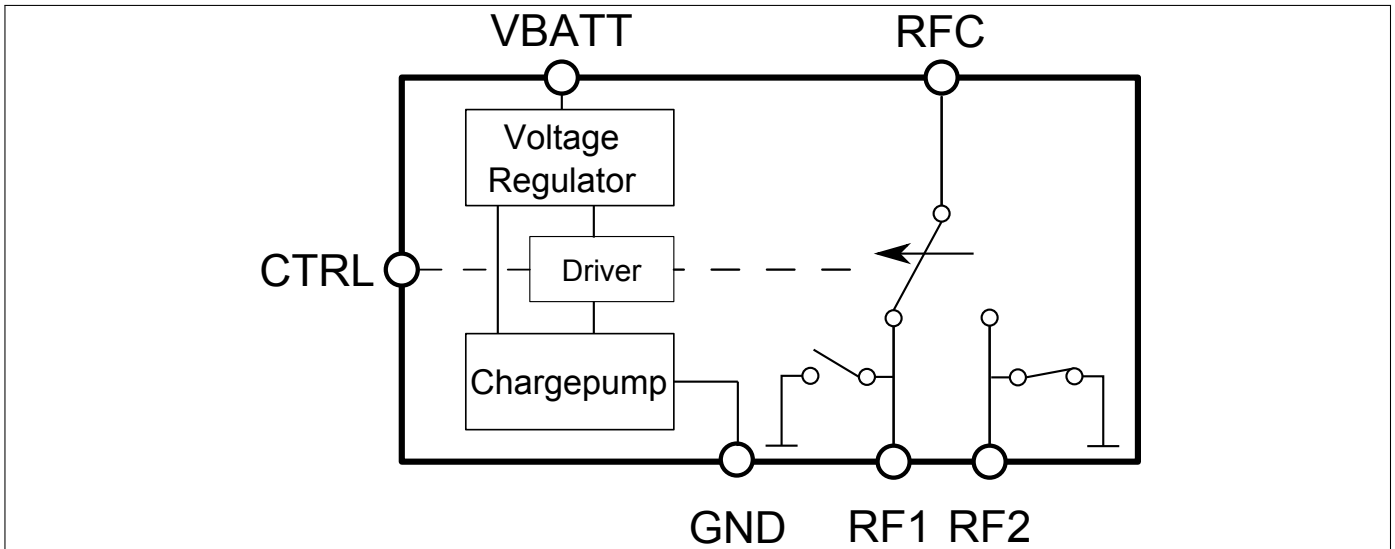 VBATT
RFC
Voltage
Regulator
CTRL
Driver
Chargepump
GND
RF1
RF2